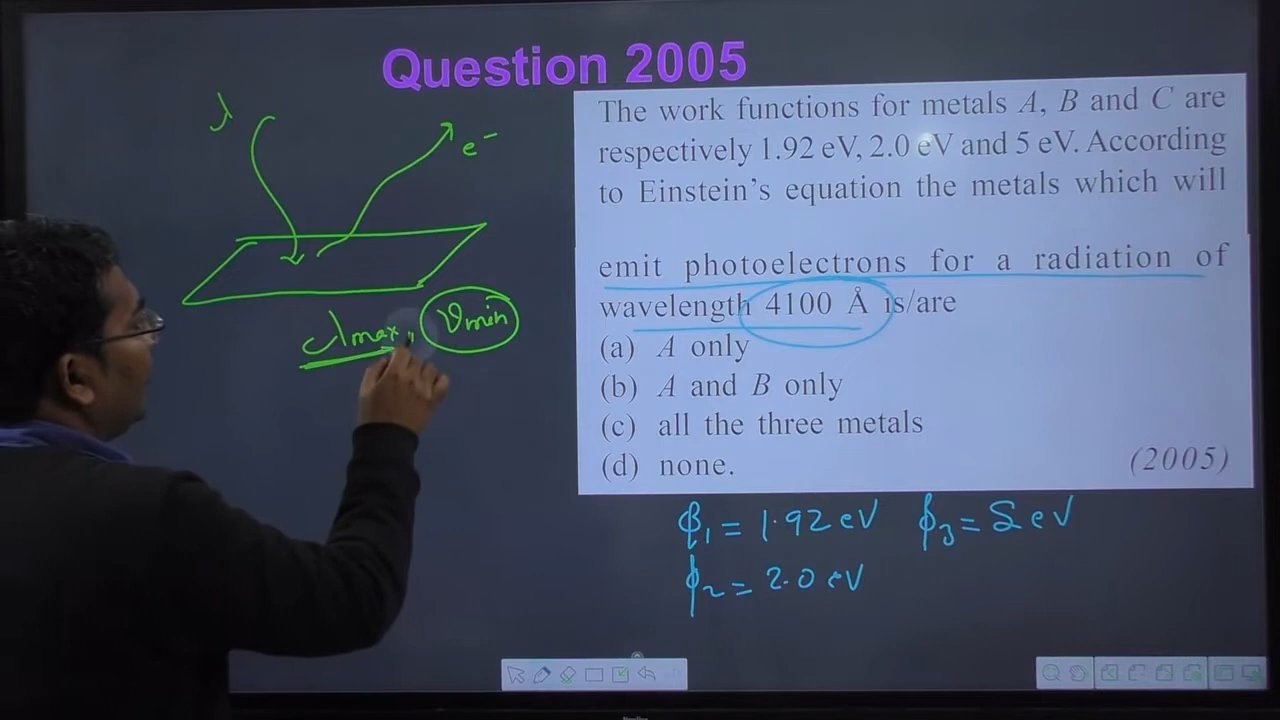 Question 2005
The work functions for metals A, B and C are
respectively 1.92 eV, 2.0 eV and 5 eV. According
to Einstein's equation the metals which will
emit photoelectrons for a radiation of
wavelength 4100 Å is/are
(a) A only
(b) A and B only
(c) all the three metals
(d) none.
(2005)
λ
e⁻
λmax, νmin
ϕ₁ = 1.92 eV ϕ₃ = 5 eV
ϕ₂ = 2.0 eV